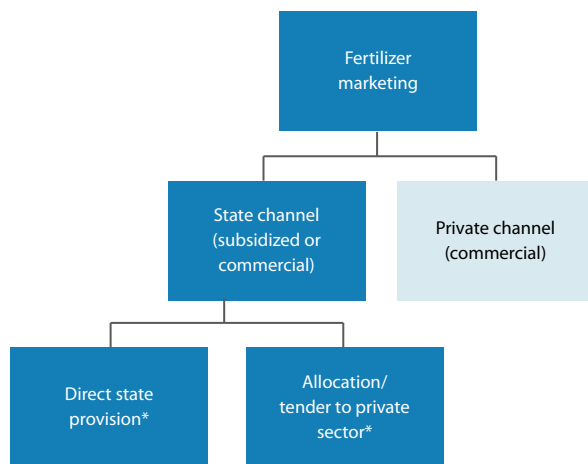 Fertilizer
marketing
State channel
(subsidized or
commercial)
Private channel
(commercial)
Direct state
provision*
Allocation/
tender to private
sector*